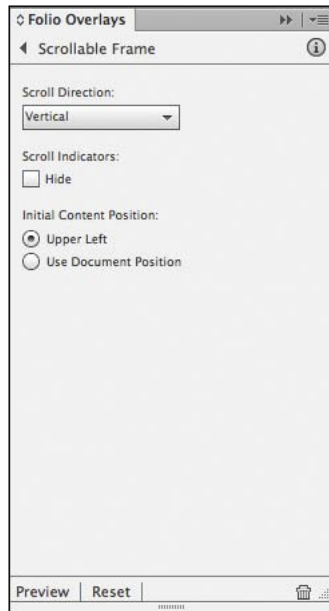 Folio Overlays
Scrollable Frame
Scroll Direction:
Vertical
Scroll Indicators:
Hide
Initial Content Position:
Upper Left
Use Document Position
Preview Reset